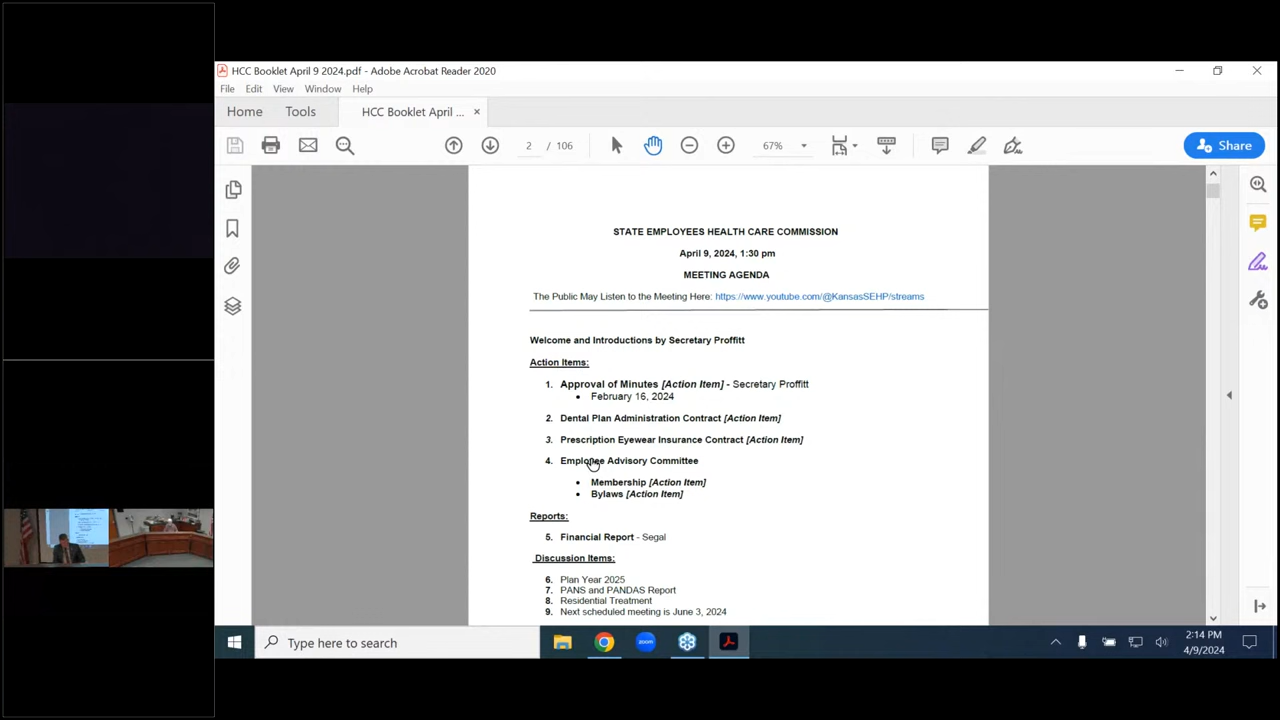 HCC Booklet April 9 2024.pdf - Adobe Acrobat Reader 2020
File Edit View Window Help
Home Tools HCC Booklet April ... ×
2 / 106 67% Share
STATE EMPLOYEES HEALTH CARE COMMISSION
April 9, 2024, 1:30 pm
MEETING AGENDA
The Public May Listen to the Meeting Here: https://www.youtube.com/@KansasSEHP/streams
Welcome and Introductions by Secretary Proffitt
Action Items:
1. Approval of Minutes [Action Item] - Secretary Proffitt
• February 16, 2024
2. Dental Plan Administration Contract [Action Item]
3. Prescription Eyewear Insurance Contract [Action Item]
4. Employee Advisory Committee
• Membership [Action Item]
• Bylaws [Action Item]
Reports:
5. Financial Report - Segal
Discussion Items:
6. Plan Year 2025
7. PANS and PANDAS Report
8. Residential Treatment
9. Next scheduled meeting is June 3, 2024
Type here to search
zoom
2:14 PM
4/9/2024